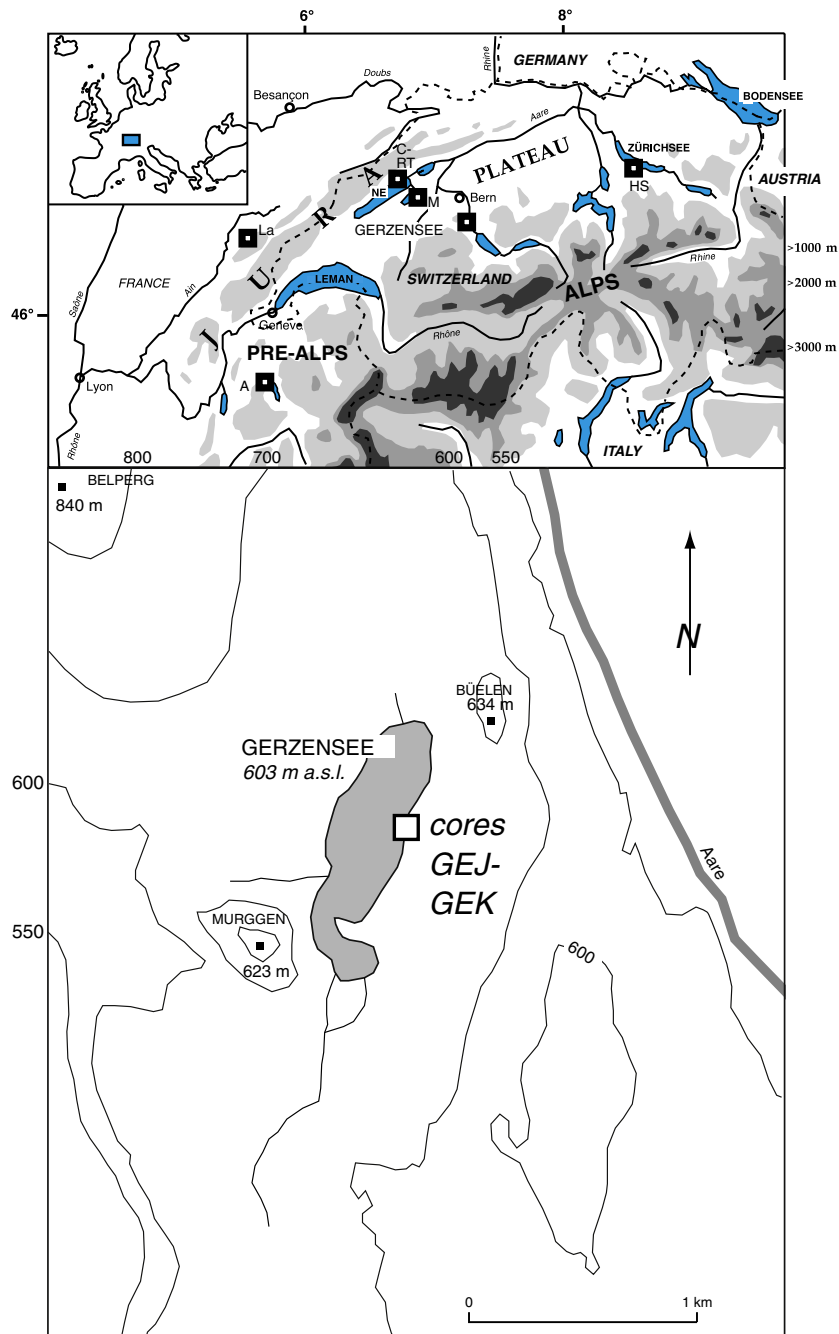 6°
8°
GERMANY
Rhine
Doubs
Besançon
BODENSEE
Aare
C-
RT
PLATEAU
ZÜRICHSEE
AUSTRIA
HS
NE
M
Bern
GERZENSEE
La
JURA
>1000 m
Rhine
FRANCE
Ain
LEMAN
SWITZERLAND
ALPS
>2000 m
Saône
46°
Geneve
Rhône
PRE-ALPS
>3000 m
Lyon
A
Rhône
ITALY
800
700
600
550
BELPERG
840 m
N
BÜELEN
634 m
GERZENSEE
603 m a.s.l.
600
cores
GEJ-
GEK
Aare
MURGGEN
550
623 m
600
0
1 km